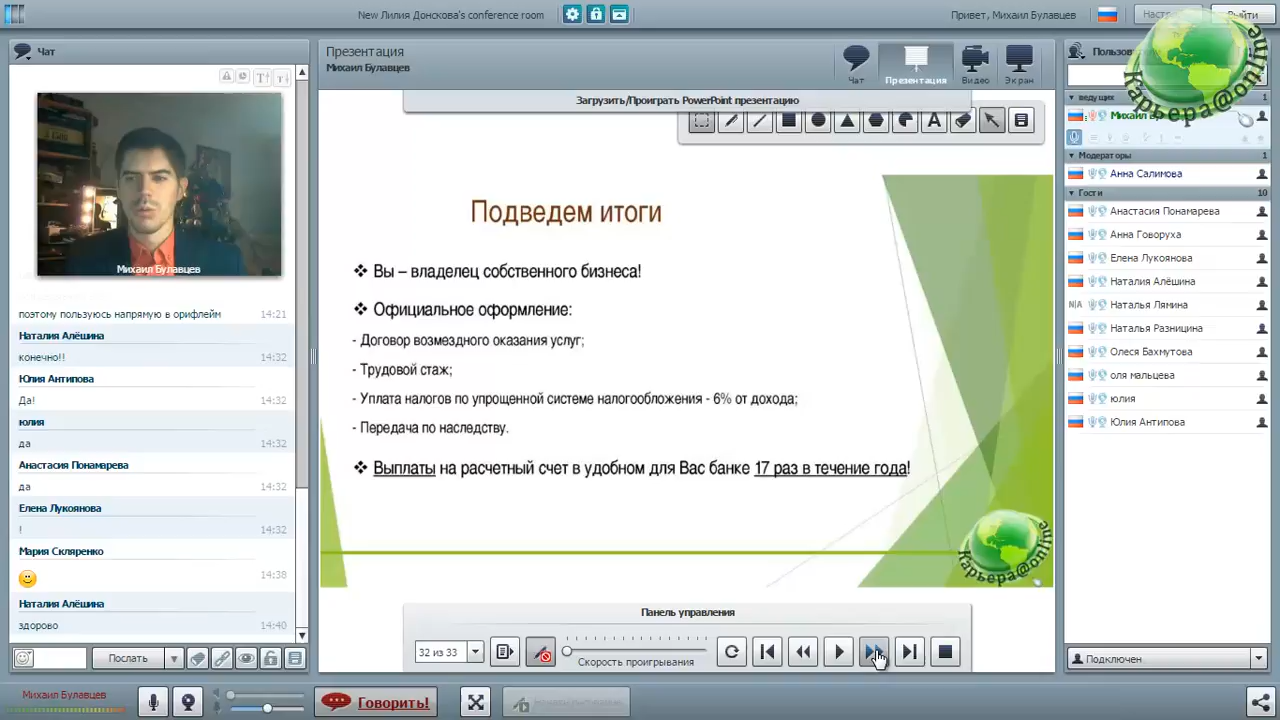 New Лилия Донскова's conference room
Привет, Михаил Булавцев
Выйти
Чат
Михаил Булавцев
поэтому пользуюсь напрямую в орифлейм 14:21
Наталия Алёшина
конечно!! 14:32
Юлия Антипова
Да! 14:32
юлия
да 14:32
Анастасия Понамарева
да 14:32
Елена Лукоянова
! 14:32
Мария Скляренко
14:38
Наталия Алёшина
здорово 14:40
Послать
Михаил Булавцев
Говорить!
Презентация
Михаил Булавцев
Чат
Презентация
Видео
Экран
Загрузить/Проиграть PowerPoint презентацию
A
Подведем итоги
❖ Вы – владелец собственного бизнеса!
❖ Официальное оформление:
- Договор возмездного оказания услуг;
- Трудовой стаж;
- Уплата налогов по упрощенной системе налогообложения - 6% от дохода;
- Передача по наследству.
❖ Выплаты на расчетный счет в удобном для Вас банке 17 раз в течение года!
Карьера@online
Панель управления
32 из 33
Скорость проигрывания
Карьера@online
ведущих 1
Модераторы 1
Анна Салимова
Гости 10
Анастасия Понамарева
Анна Говоруха
Елена Лукоянова
Наталия Алёшина
N/A Наталья Лямина
Наталья Разницина
Олеся Бахмутова
оля мальцева
юлия
Юлия Антипова
Подключен